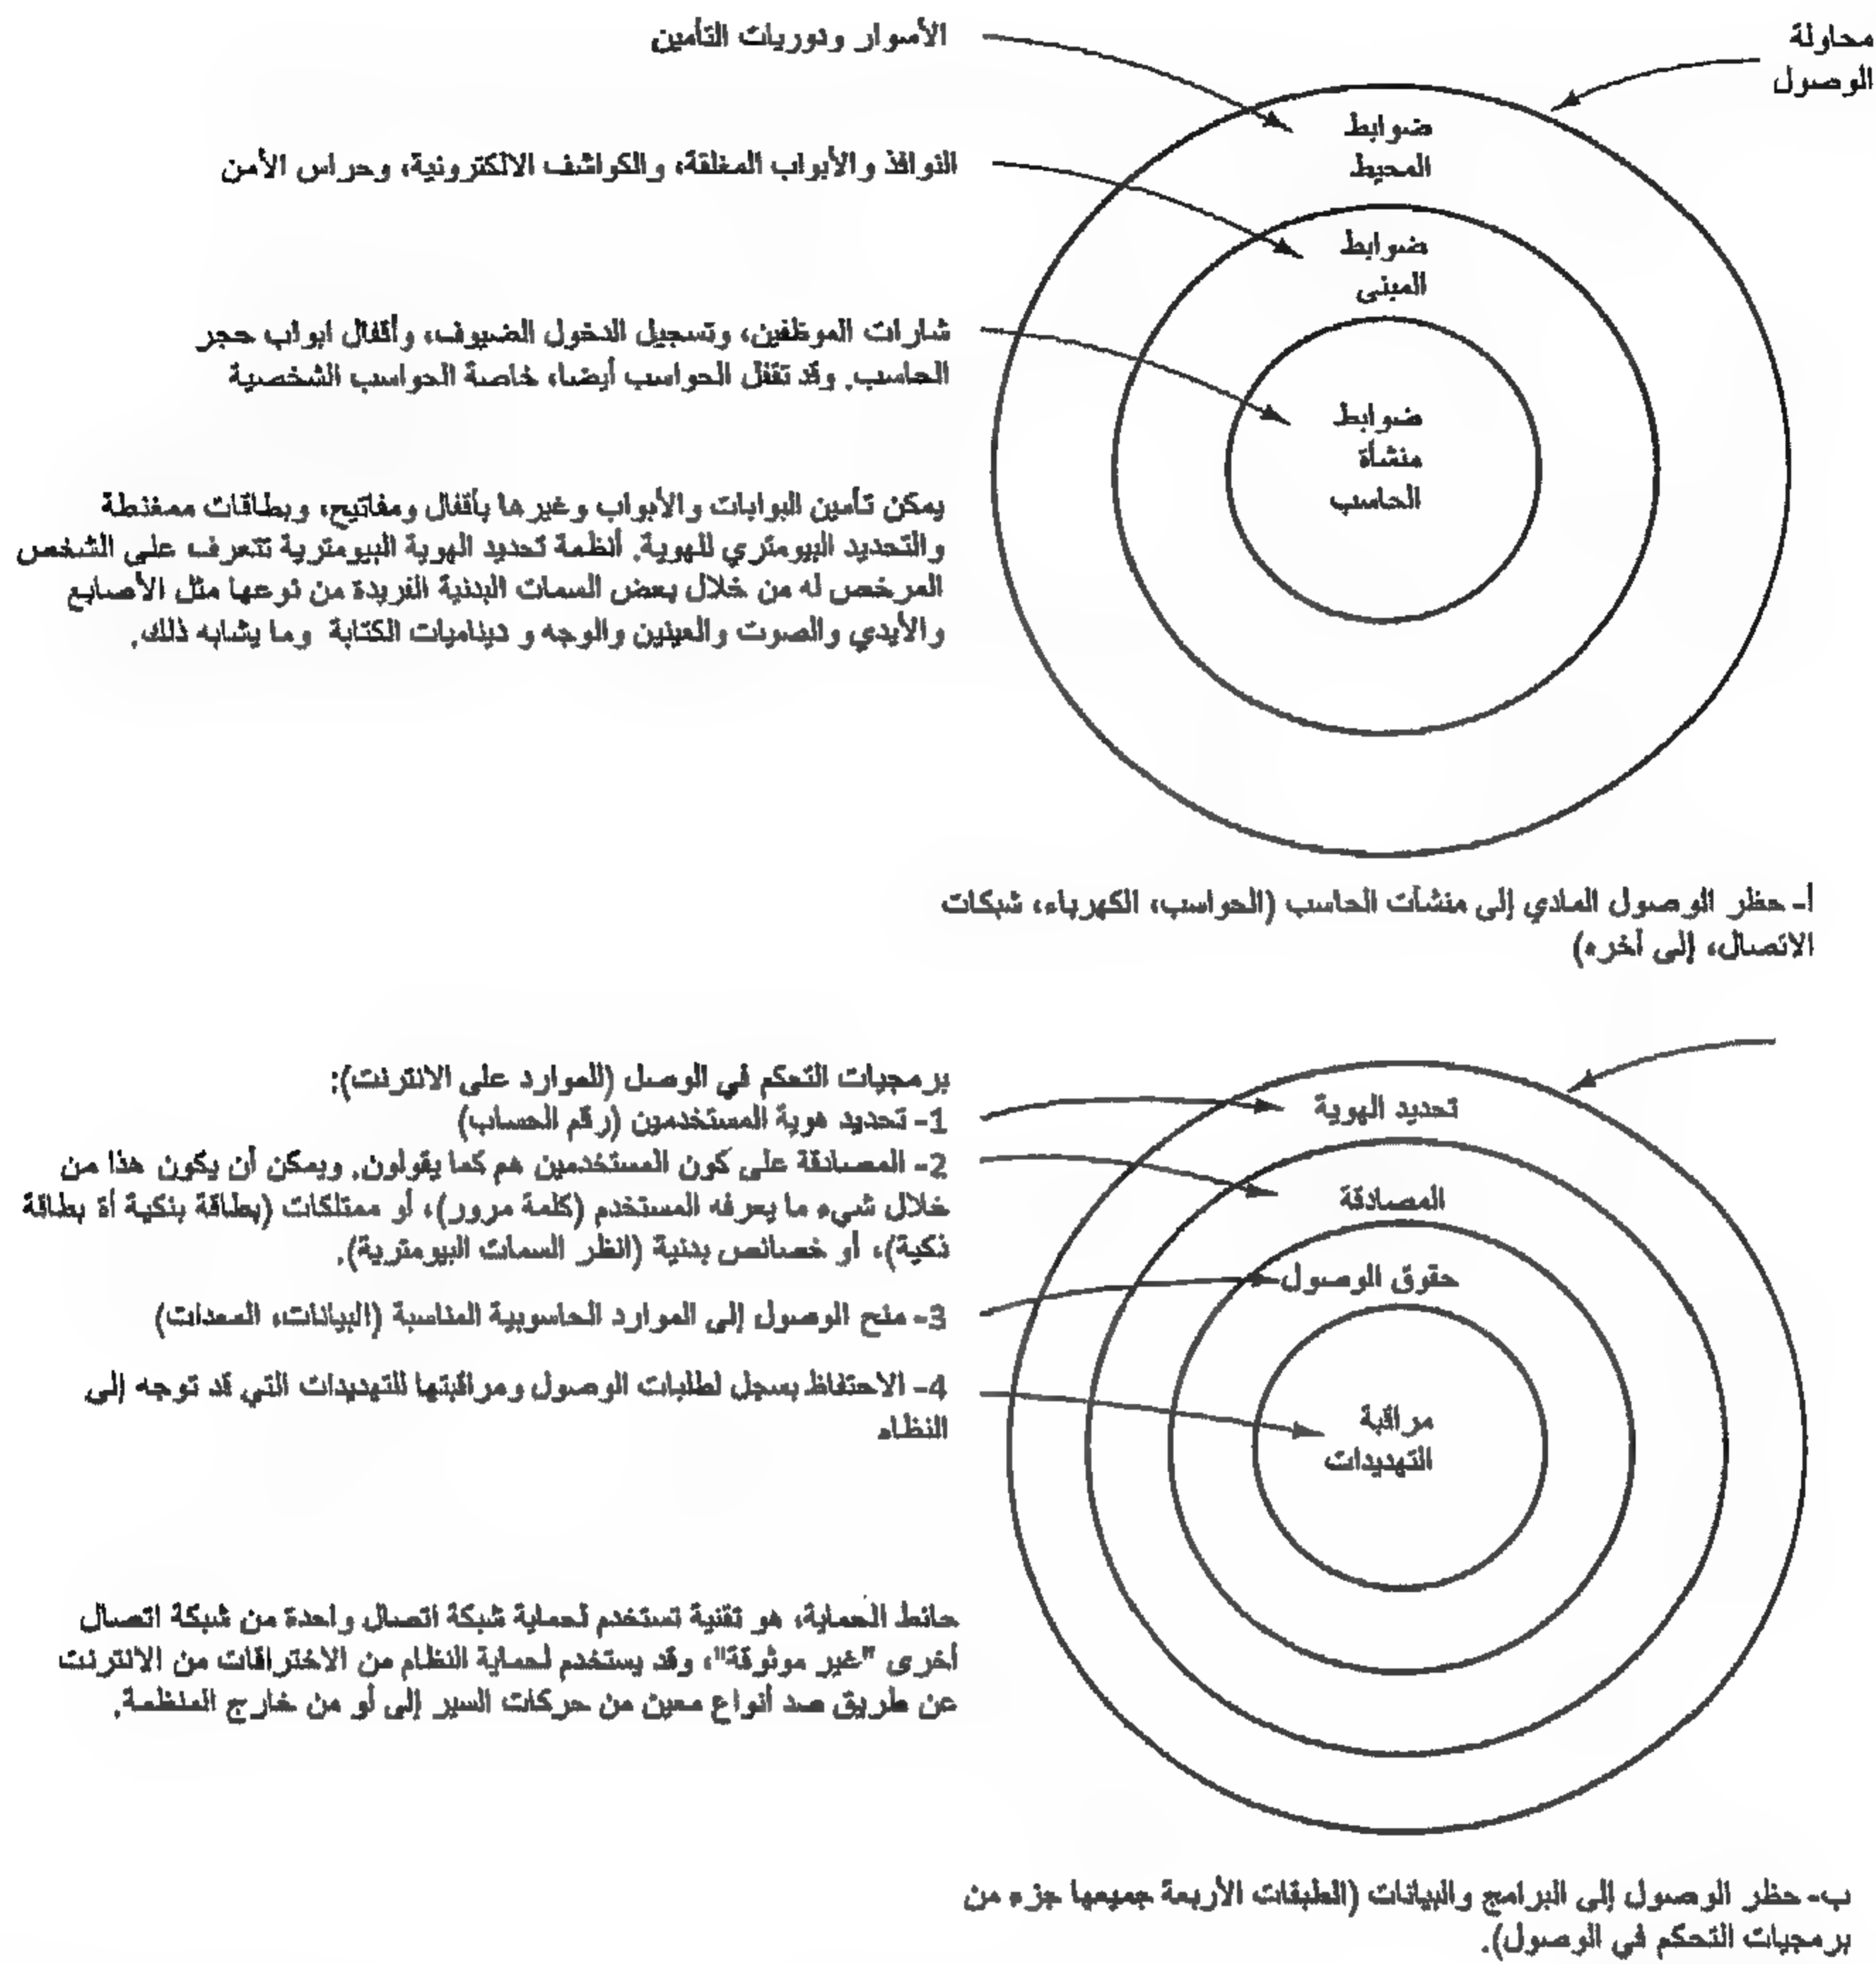 محاولة
الوصول
الأسوار ودوريات التأمين
ضوابط
المحيط
النوافذ والأبواب المغلقة، والكواشف الالكترونية، وحراس الأمن
ضوابط
المبنى
شارات الموظفين، وتسجيل الدخول الضيوف، وأقفال ابواب حجر
الحاسب. وقد تقفل الحواسب أيضا، خاصة الحواسب الشخصية
ضوابط
منشأة
الحاسب
يمكن تأمين البوابات والأبواب وغيرها بأقفال ومفاتيح، وبطاقات ممغنطة
والتحديد البيومتري للهوية. أنظمة تحديد الهوية البيومترية تتعرف على الشخص
المرخص له من خلال بعض السمات البدنية الفريدة من نوعها مثل الأصابع
والأيدي والصوت والعينين والوجه و ديناميات الكتابة وما يشابه ذلك.
أ- حظر الوصول المادي إلى منشآت الحاسب (الحواسب، الكهرباء، شبكات
الاتصال، إلى آخره)
برمجيات التحكم في الوصل (للموارد على الانترنت):
1- تحديد هوية المستخدمين (رقم الحساب)
تحديد الهوية
2- المصادقة على كون المستخدمين هم كما يقولون. ويمكن أن يكون هذا من
خلال شيء ما يعرفه المستخدم (كلمة مرور)، أو ممتلكات (بطاقة بنكية أة بطاقة
ذكية)، أو خصائص بدنية (انظر السمات البيومترية).
المصادقة
حقوق الوصول
3- منح الوصول إلى الموارد الحاسوبية المناسبة (البيانات، المعدات)
4- الاحتفاظ بسجل لطلبات الوصول ومراقبتها للتهديدات التي قد توجه إلى
النظام
مراقبة
التهديدات
حائط الحماية، هو تقنية تستخدم لحماية شبكة اتصال واحدة من شبكة اتصال
أخرى "غير موثوقة"، وقد يستخدم لحماية النظام من الاختراقات من الانترنت
عن طريق صد أنواع معين من حركات السير إلى أو من خارج المنظمة.
ب- حظر الوصول إلى البرامج والبيانات (الطبقات الأربعة جميعها جزء من
برمجيات التحكم في الوصول).